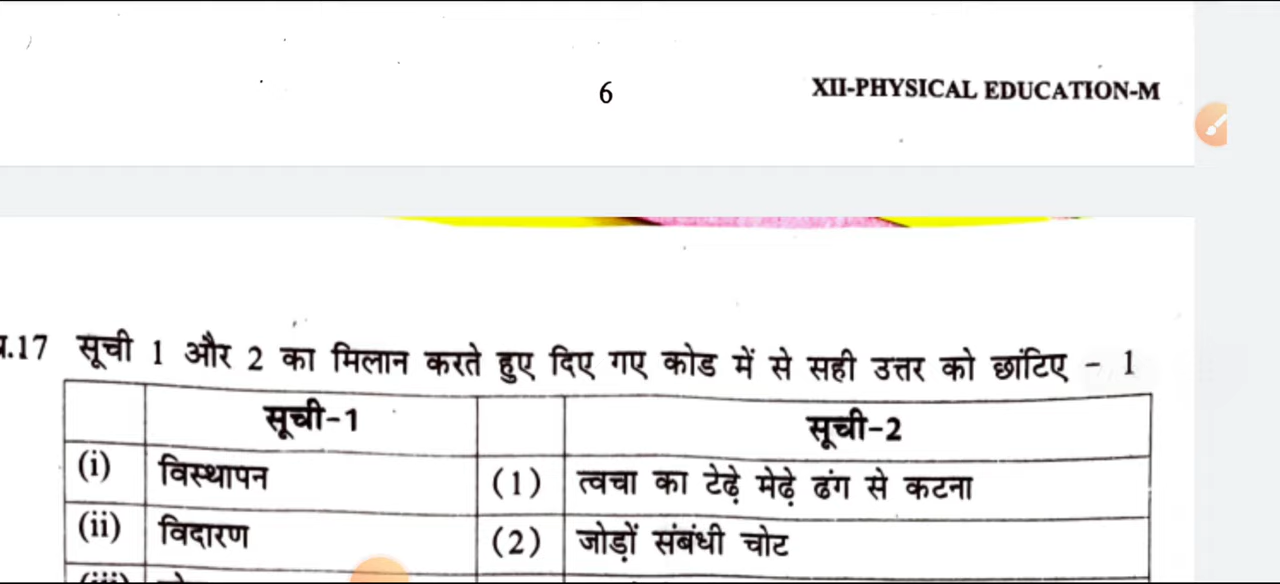 6
XII-PHYSICAL EDUCATION-M
.17 सूची 1 और 2 का मिलान करते हुए दिए गए कोड में से सही उत्तर को छांटिए - 1
सूची-1 सूची-2
(i) विस्थापन (1) त्वचा का टेढ़े मेढ़े ढंग से कटना
(ii) विदारण (2) जोड़ों संबंधी चोट